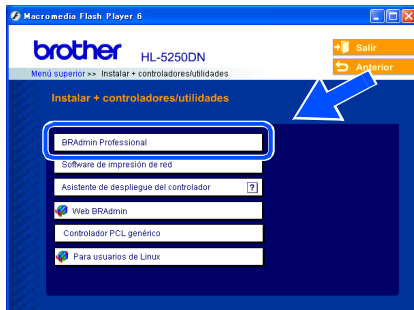 Macromedia Flash Player 6
brother HL-5250DN
Salir
Anterior
Menú superior >> Instalar + controladores/utilidades
Instalar + controladores/utilidades
BRAdmin Professional
Software de impresión de red
Asistente de despliegue del controlador ?
Web BRAdmin
Controlador PCL genérico
Para usuarios de Linux